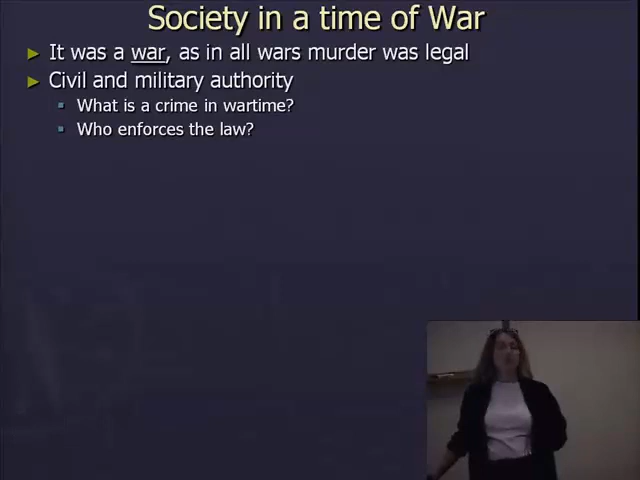 Society in a time of War
It was a war, as in all wars murder was legal
Civil and military authority
What is a crime in wartime?
Who enforces the law?